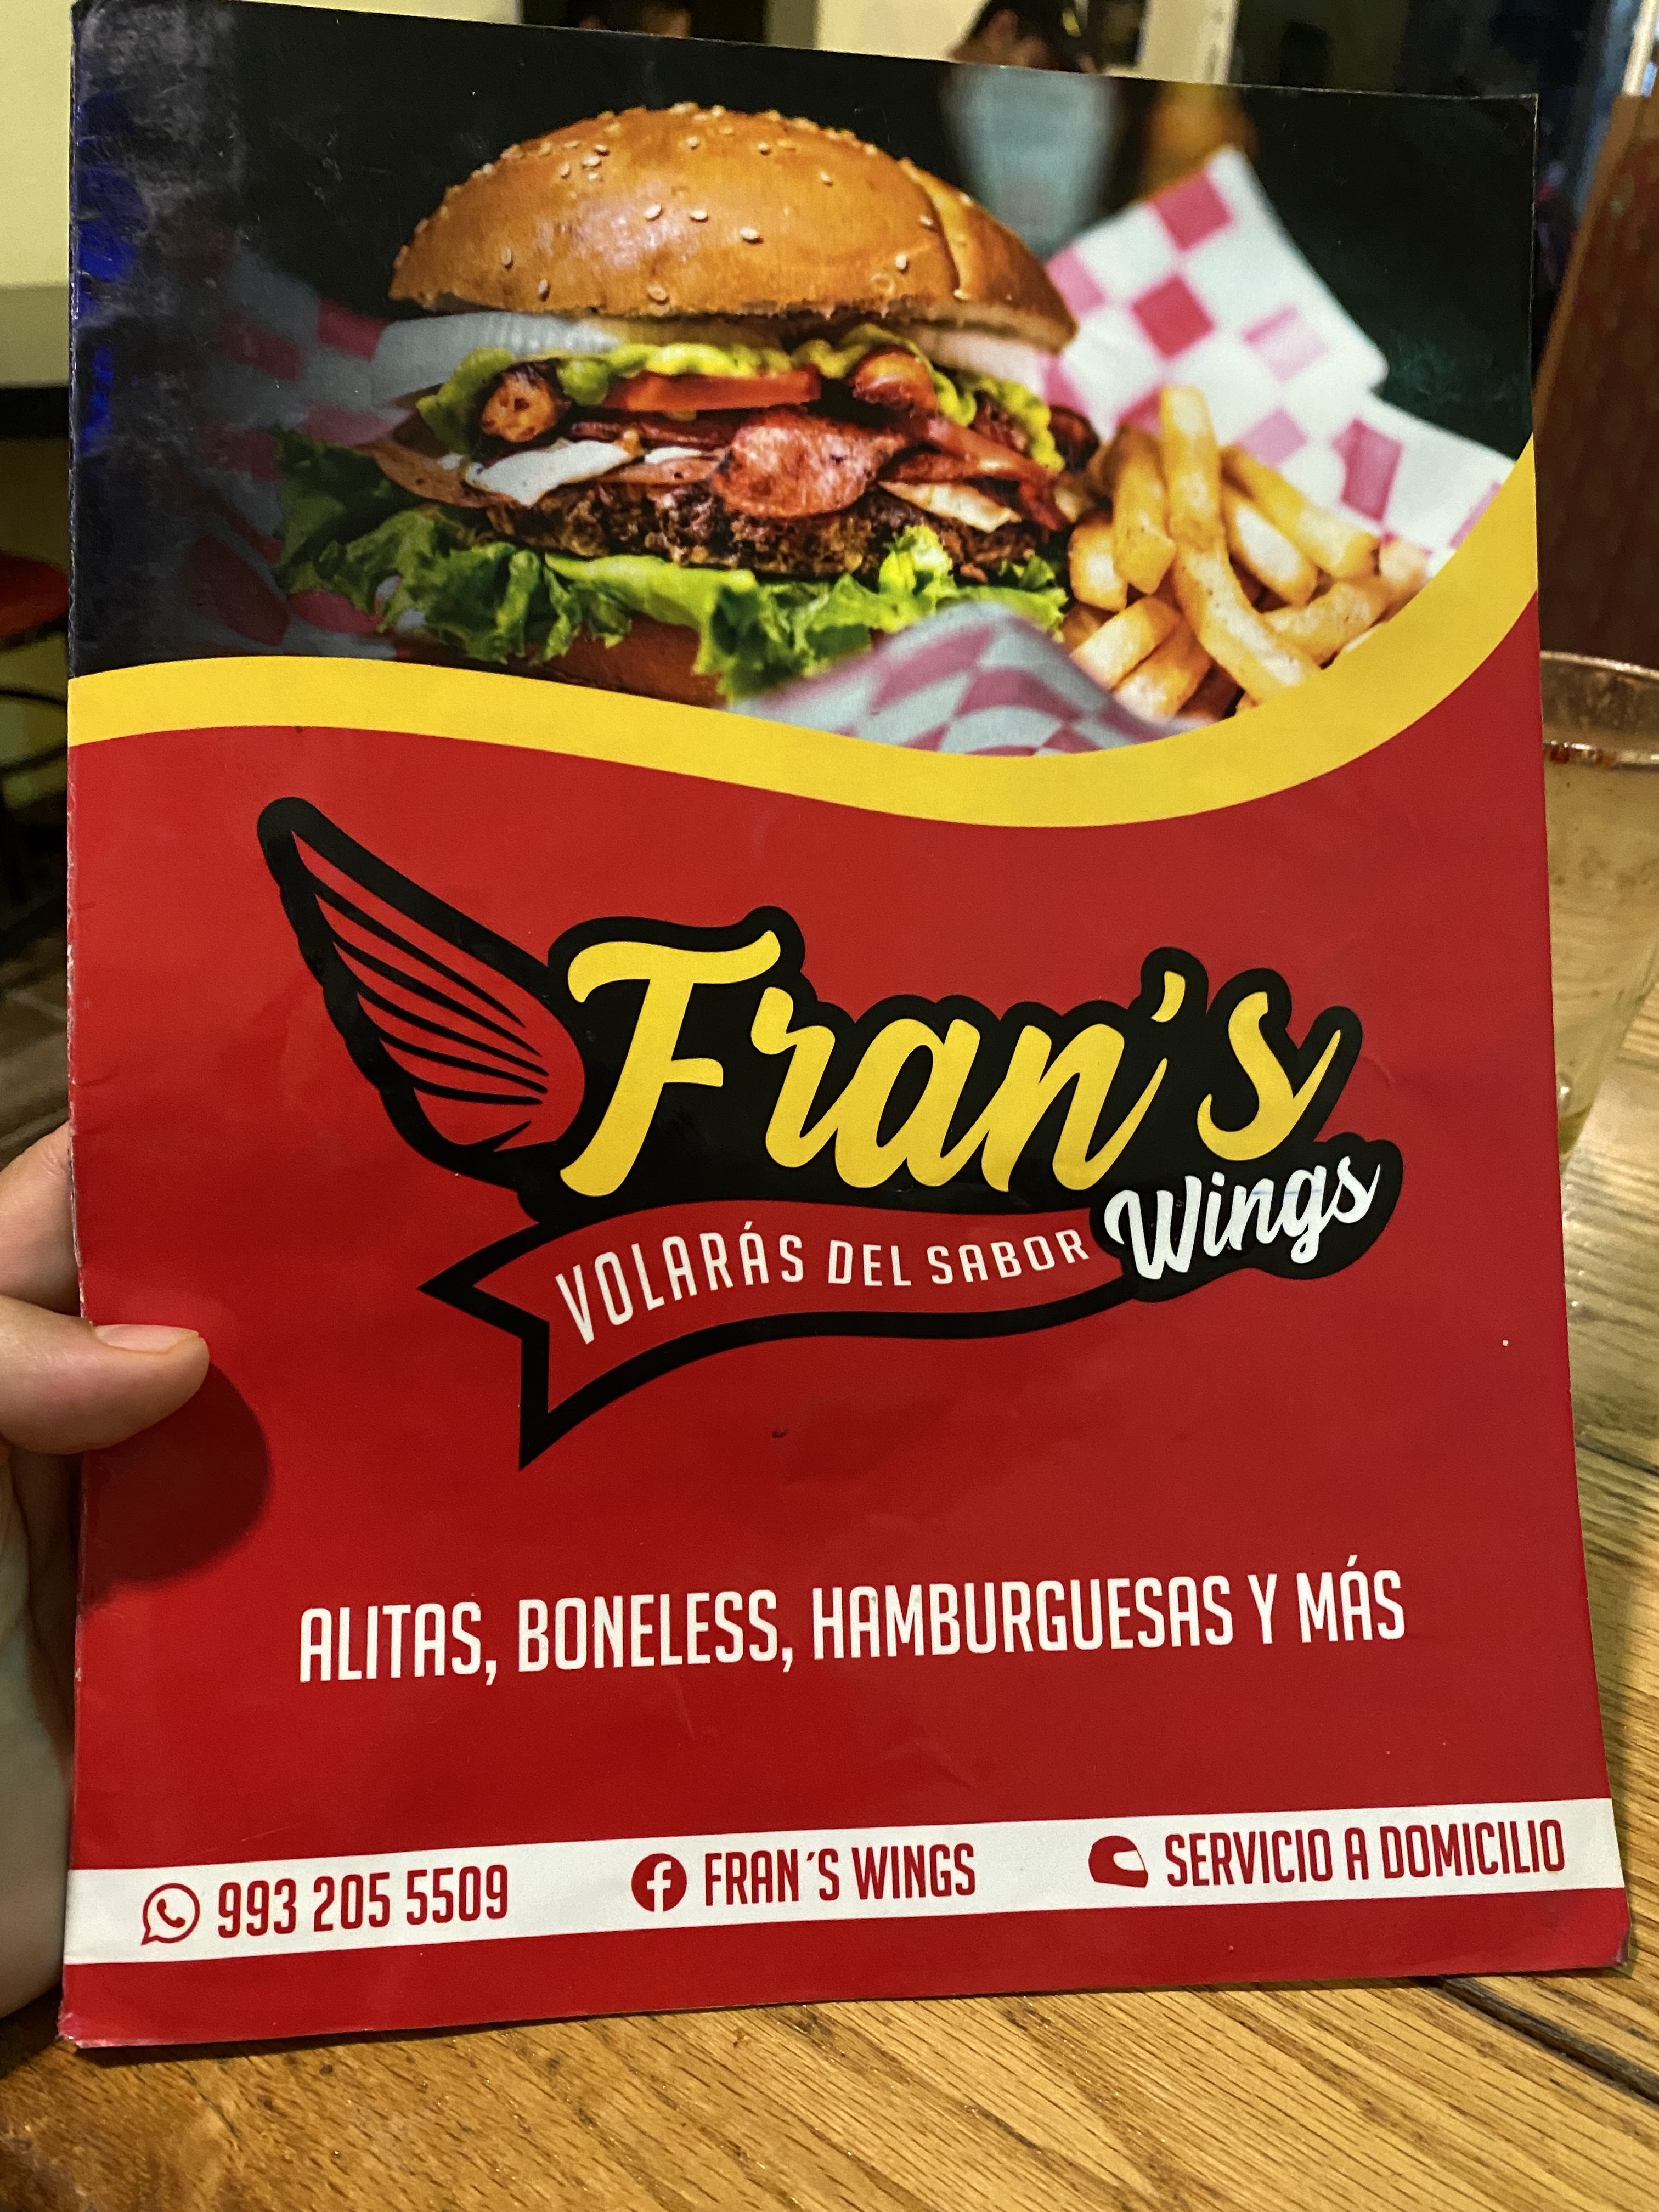 Fran's
Wings
VOLARÁS DEL SABOR
ALITAS, BONELESS, HAMBURGUESAS Y MÁS
993 205 5509
FRAN´S WINGS
SERVICIO A DOMICILIO